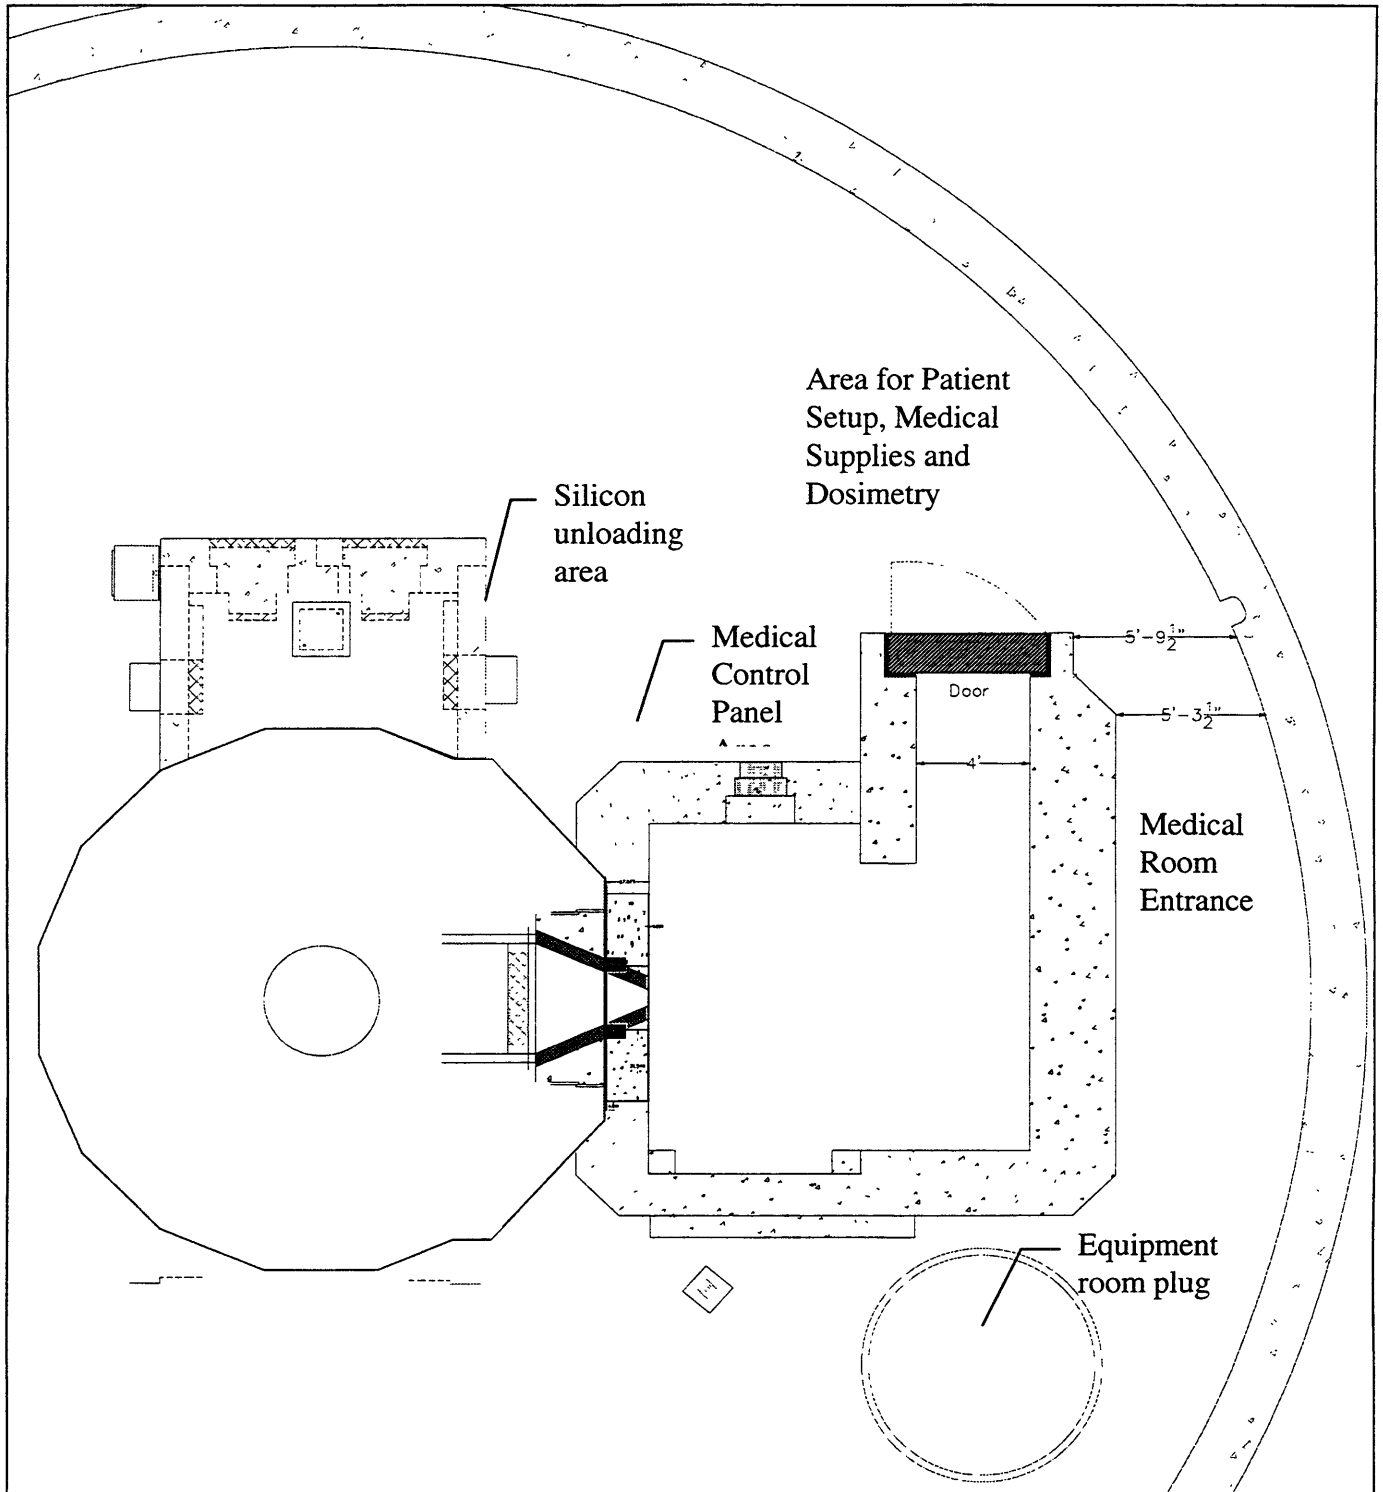 Area for Patient
Setup, Medical
Supplies and
Dosimetry
Silicon
unloading
area
Medical
Control
Panel
5'-9½"
Door
5'-3½"
4'
Medical
Room
Entrance
Equipment
room plug